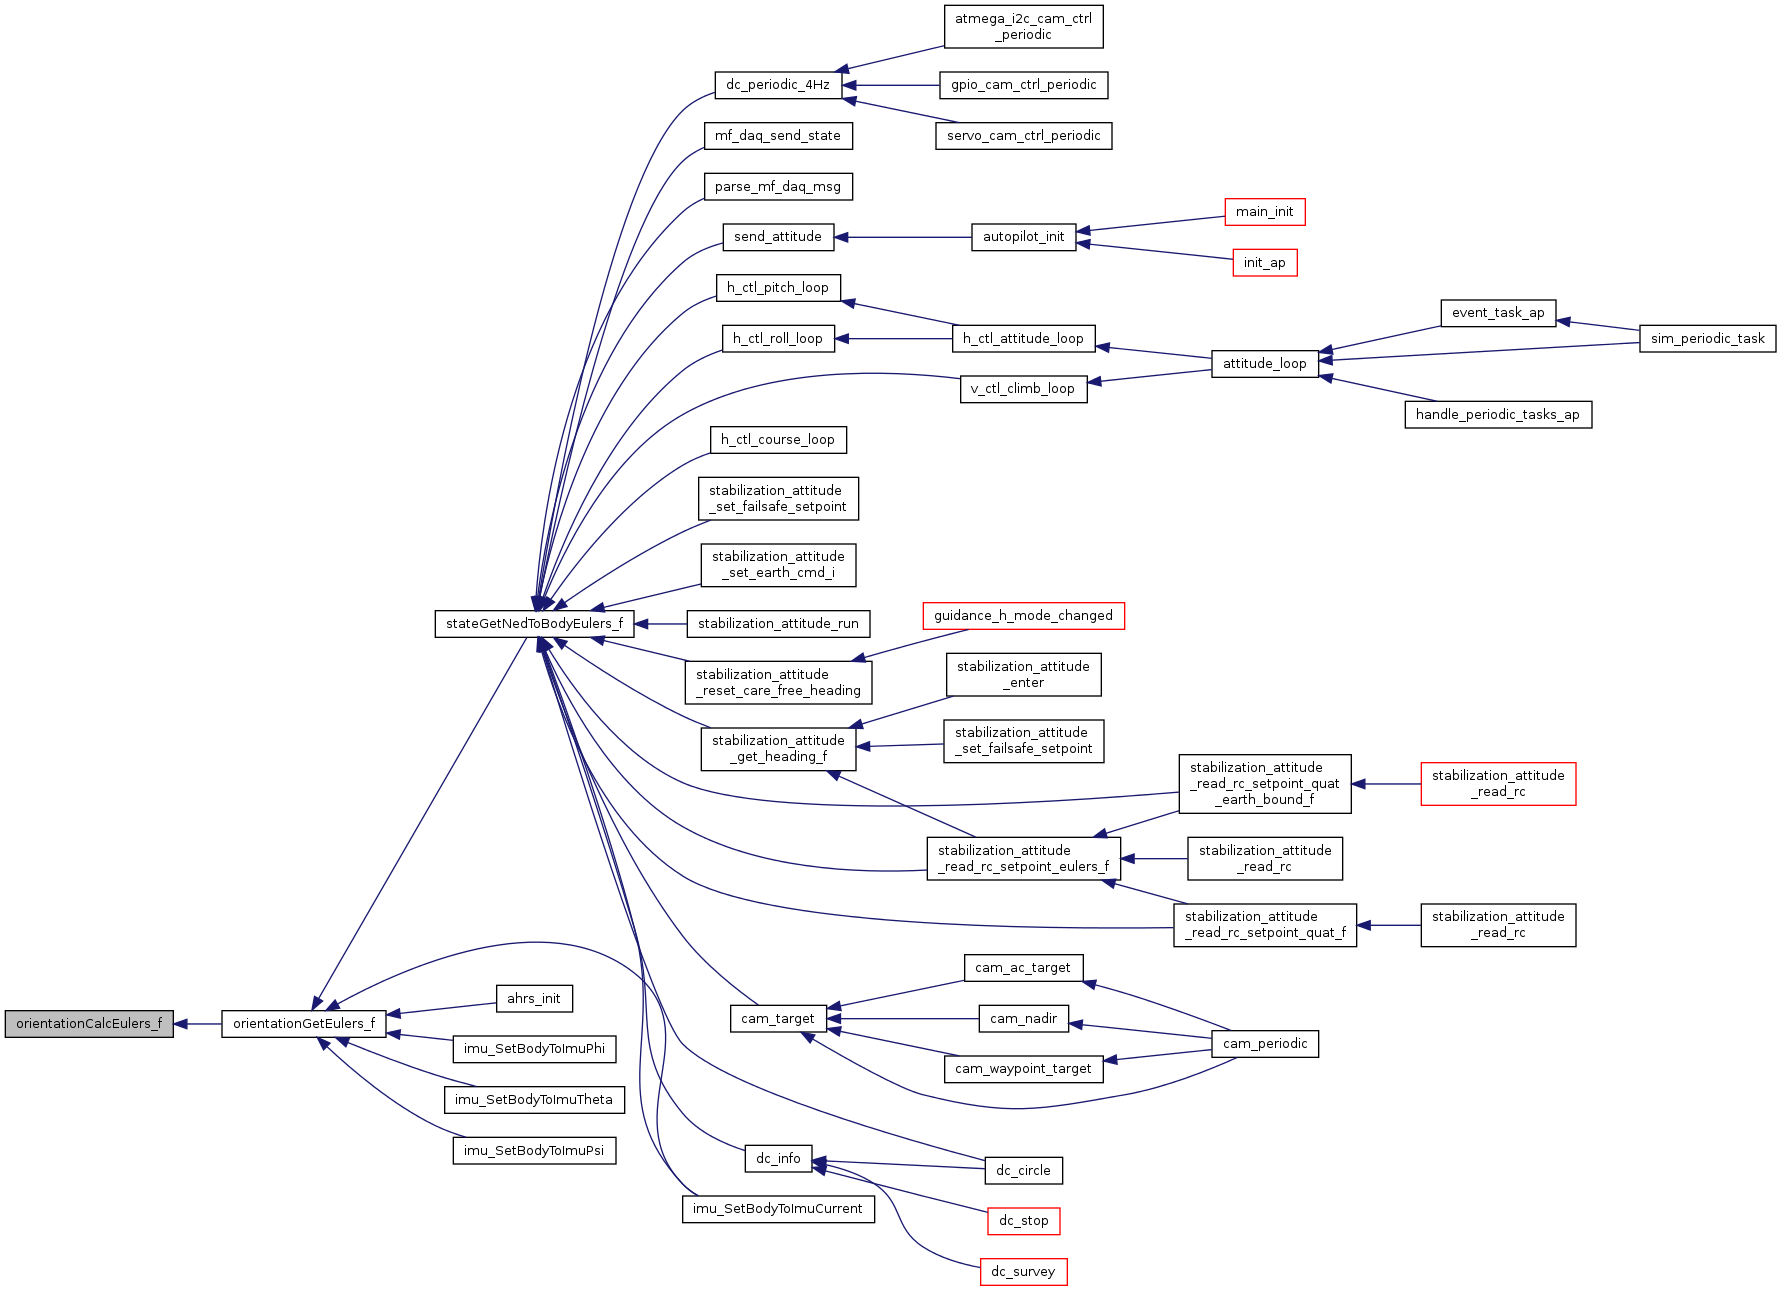 atmega_i2c_cam_ctrl
_periodic
dc_periodic_4Hz
gpio_cam_ctrl_periodic
servo_cam_ctrl_periodic
mf_daq_send_state
parse_mf_daq_msg
send_attitude
autopilot_init
main_init
init_ap
h_ctl_pitch_loop
h_ctl_roll_loop
h_ctl_attitude_loop
v_ctl_climb_loop
attitude_loop
event_task_ap
sim_periodic_task
handle_periodic_tasks_ap
h_ctl_course_loop
stabilization_attitude
_set_failsafe_setpoint
stabilization_attitude
_set_earth_cmd_i
stateGetNedToBodyEulers_f
stabilization_attitude_run
stabilization_attitude
_reset_care_free_heading
guidance_h_mode_changed
stabilization_attitude
_get_heading_f
stabilization_attitude
_enter
stabilization_attitude
_set_failsafe_setpoint
stabilization_attitude
_read_rc_setpoint_quat
_earth_bound_f
stabilization_attitude
_read_rc
stabilization_attitude
_read_rc_setpoint_eulers_f
stabilization_attitude
_read_rc
stabilization_attitude
_read_rc_setpoint_quat_f
stabilization_attitude
_read_rc
cam_target
cam_ac_target
cam_nadir
cam_waypoint_target
cam_periodic
orientationCalcEulers_f
orientationGetEulers_f
ahrs_init
imu_SetBodyToImuPhi
imu_SetBodyToImuTheta
imu_SetBodyToImuPsi
dc_info
dc_circle
imu_SetBodyToImuCurrent
dc_stop
dc_survey